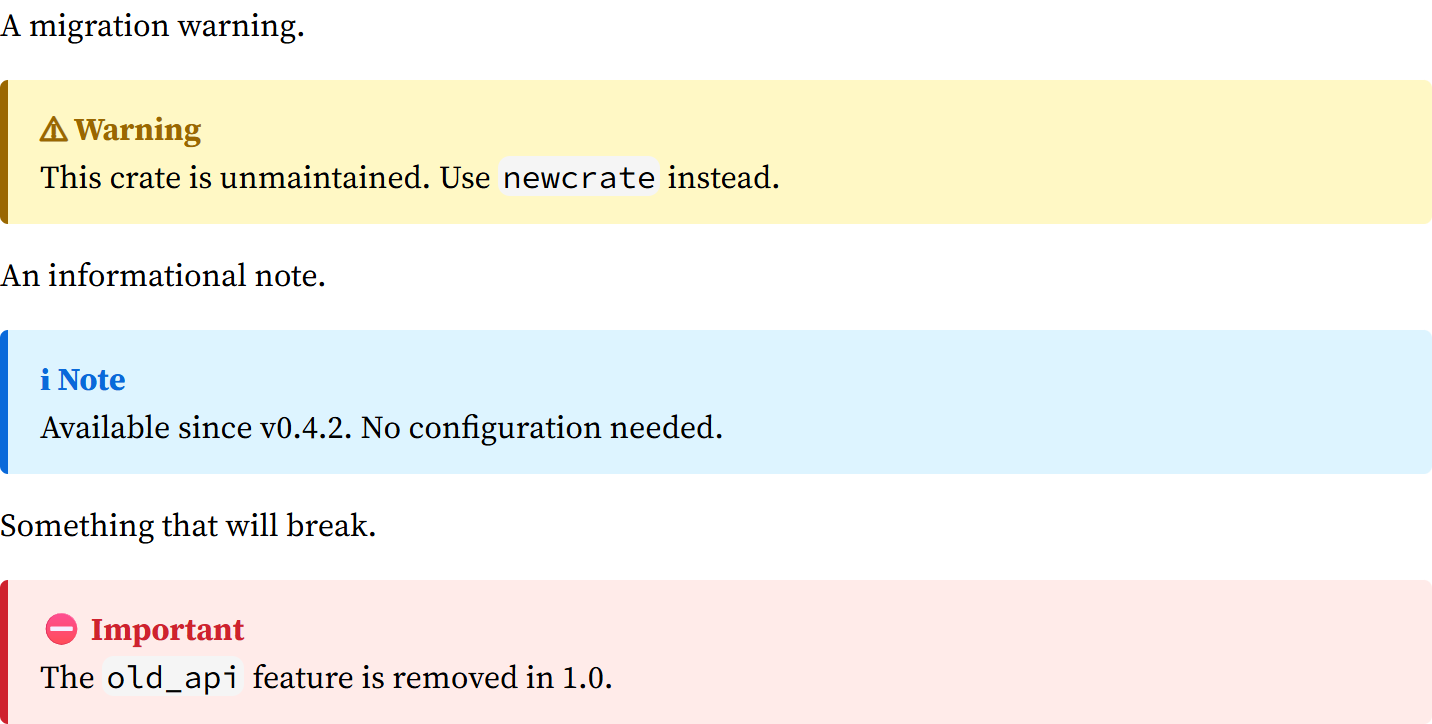 A migration warning.
⚠ Warning
This crate is unmaintained. Use newcrate instead.
An informational note.
ℹ Note
Available since v0.4.2. No configuration needed.
Something that will break.
⛔ Important
The old_api feature is removed in 1.0.